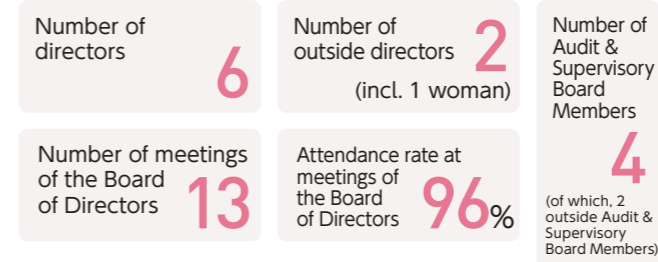 Number of
directors
6
Number of
outside directors
2
(incl. 1 woman)
Number of
Audit &
Supervisory
Board
Members
4
(of which, 2
outside Audit &
Supervisory
Board Members)
Number of meetings
of the Board
of Directors
13
Attendance rate at
meetings of
the Board
of Directors
96%